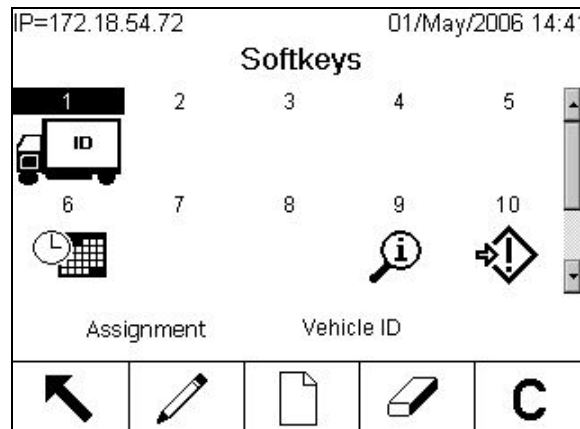 IP=172.18.54.72 01/May/2006 14:41
Softkeys
1 2 3 4 5
ID
6 7 8 9 10
i !
Assignment Vehicle ID
C